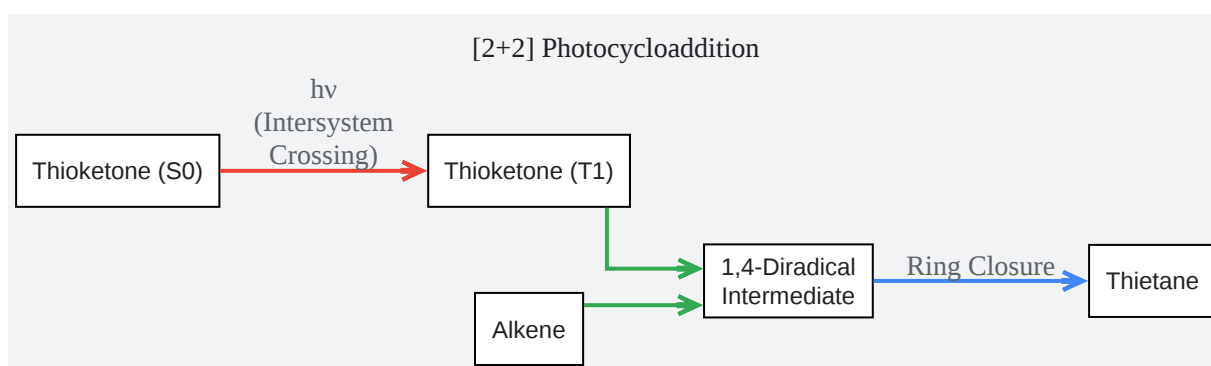 [2+2] Photocycloaddition
hν
(Intersystem
Crossing)
Thioketone (S0)
Thioketone (T1)
1,4-Diradical
Intermediate
Ring Closure
Thietane
Alkene